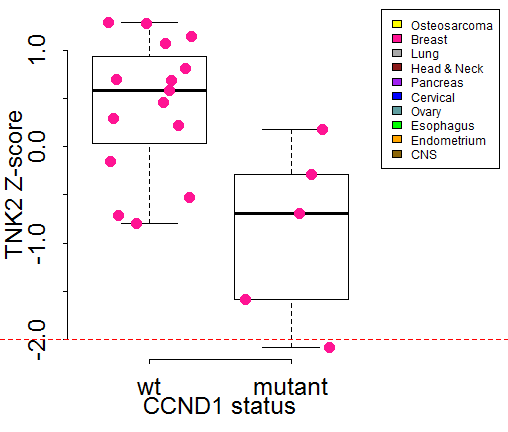 TNK2 Z-score
1.0
0.0
-1.0
-2.0
wt mutant
CCND1 status
Osteosarcoma
Breast
Lung
Head & Neck
Pancreas
Cervical
Ovary
Esophagus
Endometrium
CNS